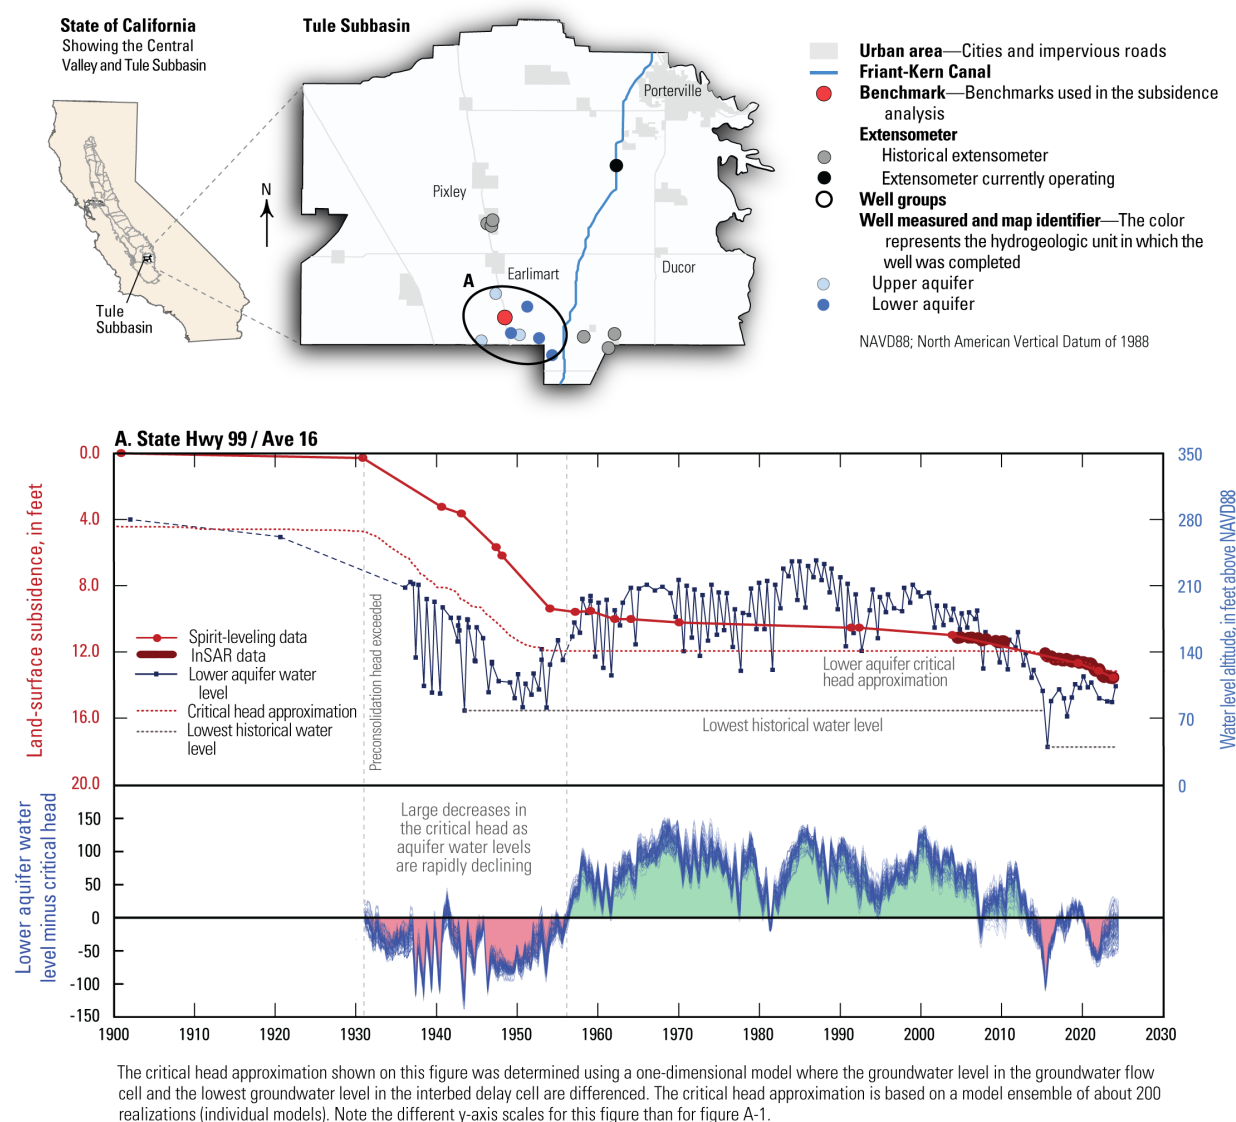 State of California
Showing the Central
Valley and Tule Subbasin
Tule
Subbasin
N
Tule Subbasin
Porterville
Pixley
Earlimart
Ducor
A
Urban area—Cities and impervious roads
Friant-Kern Canal
Benchmark—Benchmarks used in the subsidence
analysis
Extensometer
Historical extensometer
Extensometer currently operating
Well groups
Well measured and map identifier—The color
represents the hydrogeologic unit in which the
well was completed
Upper aquifer
Lower aquifer
NAVD88; North American Vertical Datum of 1988
A. State Hwy 99 / Ave 16
Land-surface subsidence, in feet
0.0
4.0
8.0
12.0
16.0
20.0
Water level altitude, in feet above NAVD88
350
280
210
140
70
0
Spirit-leveling data
InSAR data
Lower aquifer water
level
Critical head approximation
Lowest historical water
level
Preconsolidation head exceeded
Lower aquifer critical
head approximation
Lowest historical water level
Lower aquifer water
level minus critical head
150
100
50
0
-50
-100
-150
Large decreases in
the critical head as
aquifer water levels
are rapidly declining
1900 1910 1920 1930 1940 1950 1960 1970 1980 1990 2000 2010 2020 2030
The critical head approximation shown on this figure was determined using a one-dimensional model where the groundwater level in the groundwater flow
cell and the lowest groundwater level in the interbed delay cell are differenced. The critical head approximation is based on a model ensemble of about 200
realizations (individual models). Note the different y-axis scales for this figure than for figure A-1.